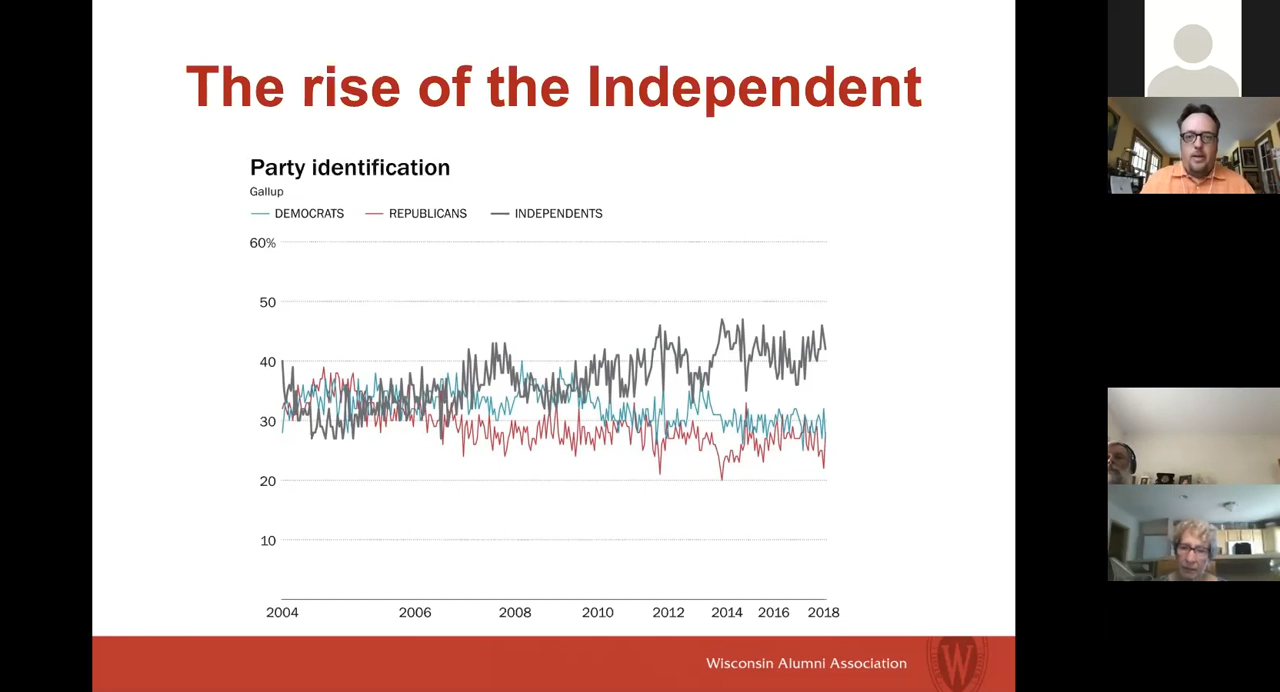 The rise of the Independent
Party identification
Gallup
DEMOCRATS REPUBLICANS INDEPENDENTS
60%
50
40
30
20
10
2004 2006 2008 2010 2012 2014 2016 2018
Wisconsin Alumni Association
W